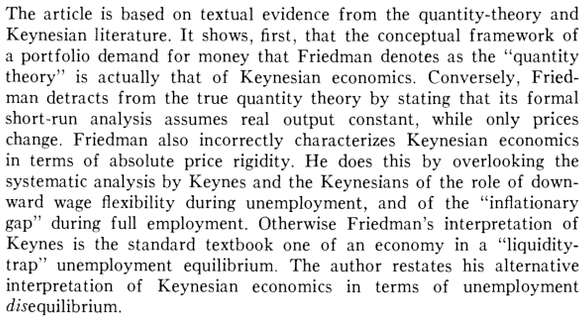 The article is based on textual evidence from the quantity-theory and
Keynesian literature. It shows, first, that the conceptual framework of
a portfolio demand for money that Friedman denotes as the “quantity
theory” is actually that of Keynesian economics. Conversely, Fried-
man detracts from the true quantity theory by stating that its formal
short-run analysis assumes real output constant, while only prices
change. Friedman also incorrectly characterizes Keynesian economics
in terms of absolute price rigidity. He does this by overlooking the
systematic analysis by Keynes and the Keynesians of the role of down-
ward wage flexibility during unemployment, and of the “inflationary
gap” during full employment. Otherwise Friedman’s interpretation of
Keynes is the standard textbook one of an economy in a “liquidity-
trap” unemployment equilibrium. The author restates his alternative
interpretation of Keynesian economics in terms of unemployment
disequilibrium.